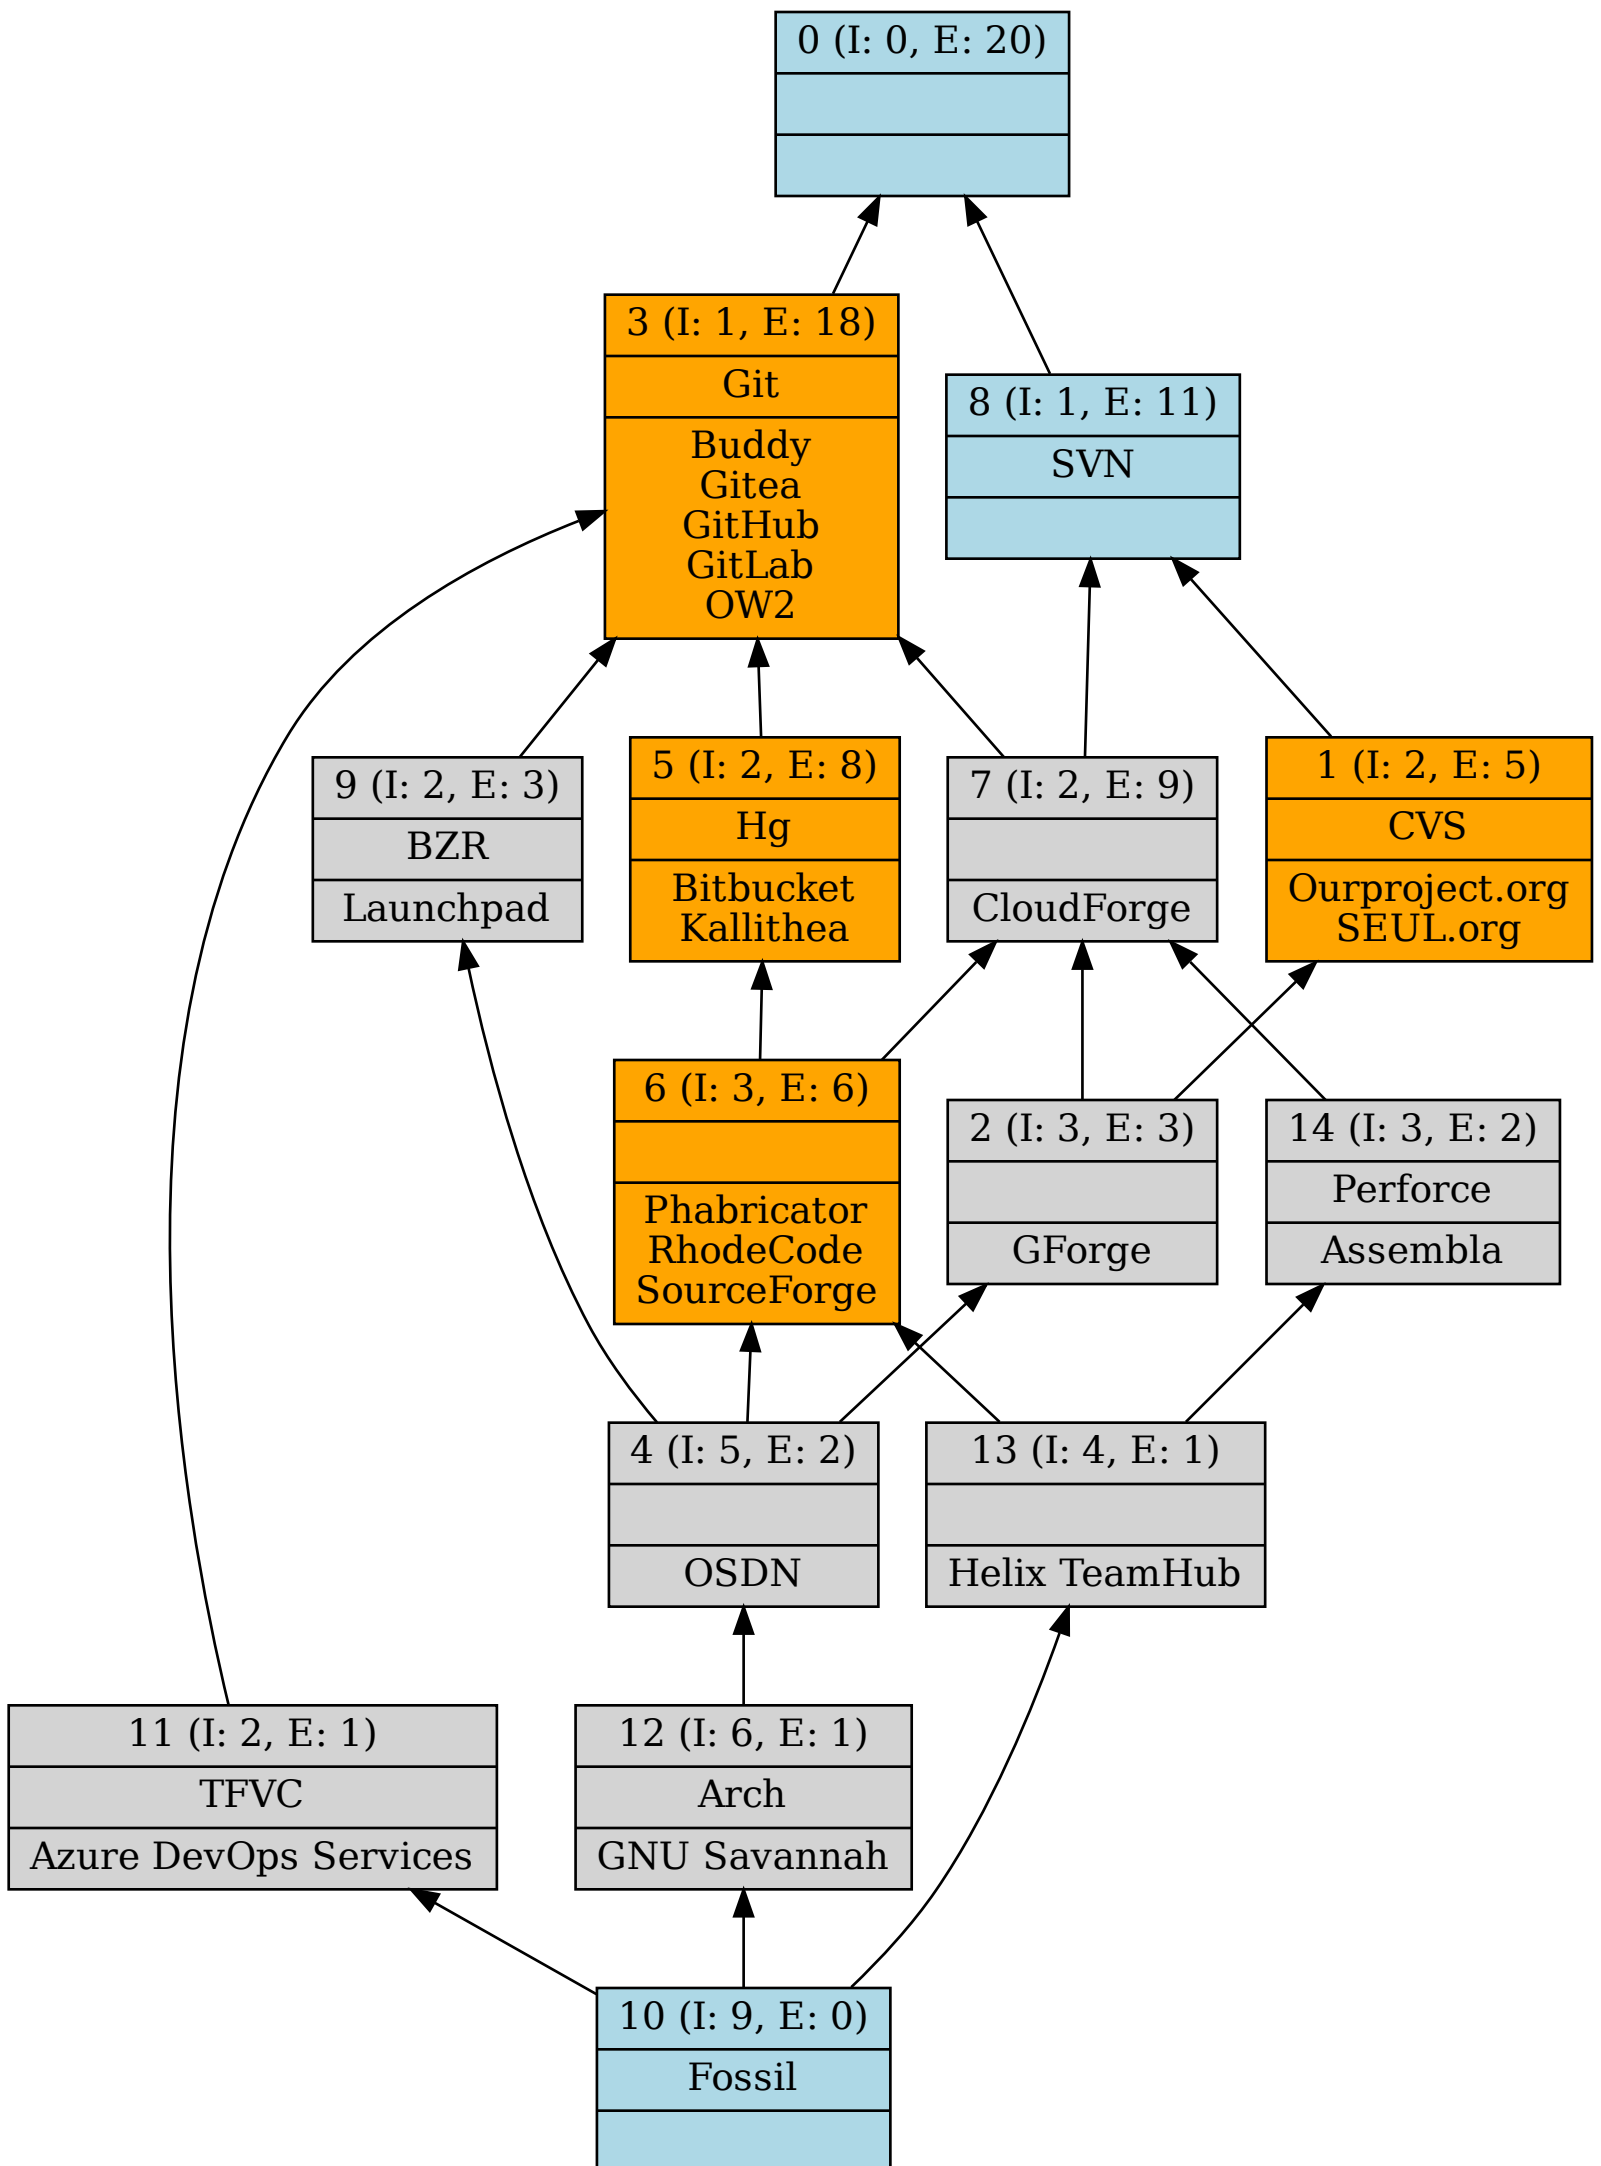 0 (I: 0, E: 20)
3 (I: 1, E: 18)
Git
Buddy
Gitea
GitHub
GitLab
OW2
8 (I: 1, E: 11)
SVN
9 (I: 2, E: 3)
BZR
Launchpad
5 (I: 2, E: 8)
Hg
Bitbucket
Kallithea
7 (I: 2, E: 9)
CloudForge
1 (I: 2, E: 5)
CVS
Ourproject.org
SEUL.org
6 (I: 3, E: 6)
Phabricator
RhodeCode
SourceForge
2 (I: 3, E: 3)
GForge
14 (I: 3, E: 2)
Perforce
Assembla
4 (I: 5, E: 2)
OSDN
13 (I: 4, E: 1)
Helix TeamHub
11 (I: 2, E: 1)
TFVC
Azure DevOps Services
12 (I: 6, E: 1)
Arch
GNU Savannah
10 (I: 9, E: 0)
Fossil